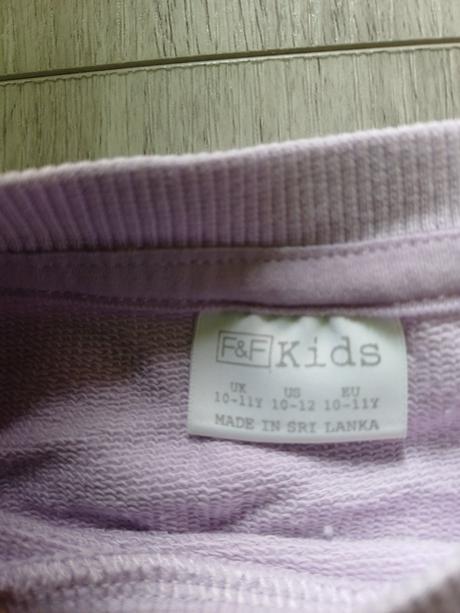 F&F Kids
UK US EU
10-11Y 10-12 10-11Y
MADE IN SRI LANKA